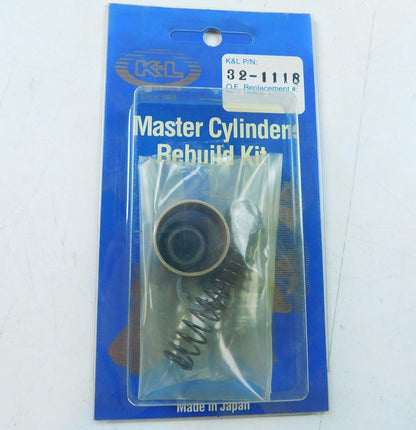 K&L
K&L P/N:
32-1118
O.E. Replacement #:
Master Cylinder
Rebuild Kit
Made in Japan